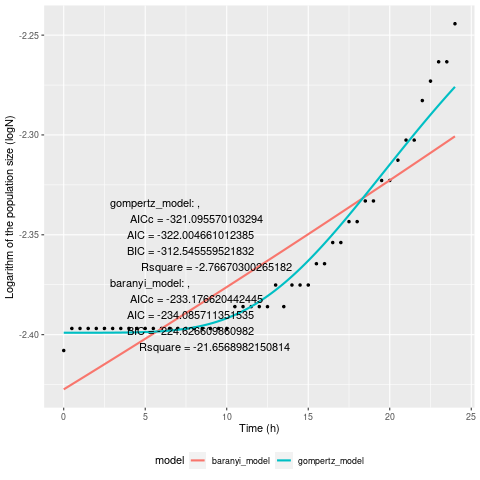 -2.25
-2.30
-2.35
-2.40
Logarithm of the population size (logN)
gompertz_model: ,
AICc = -321.095570103294
AIC = -322.004661012385
BIC = -312.545559521832
Rsquare = -2.76670300265182
baranyi_model: ,
AICc = -233.176620442445
AIC = -234.085711351535
BIC = -224.626609860982
Rsquare = -21.6568982150814
0 5 10 15 20 25
Time (h)
model baranyi_model gompertz_model